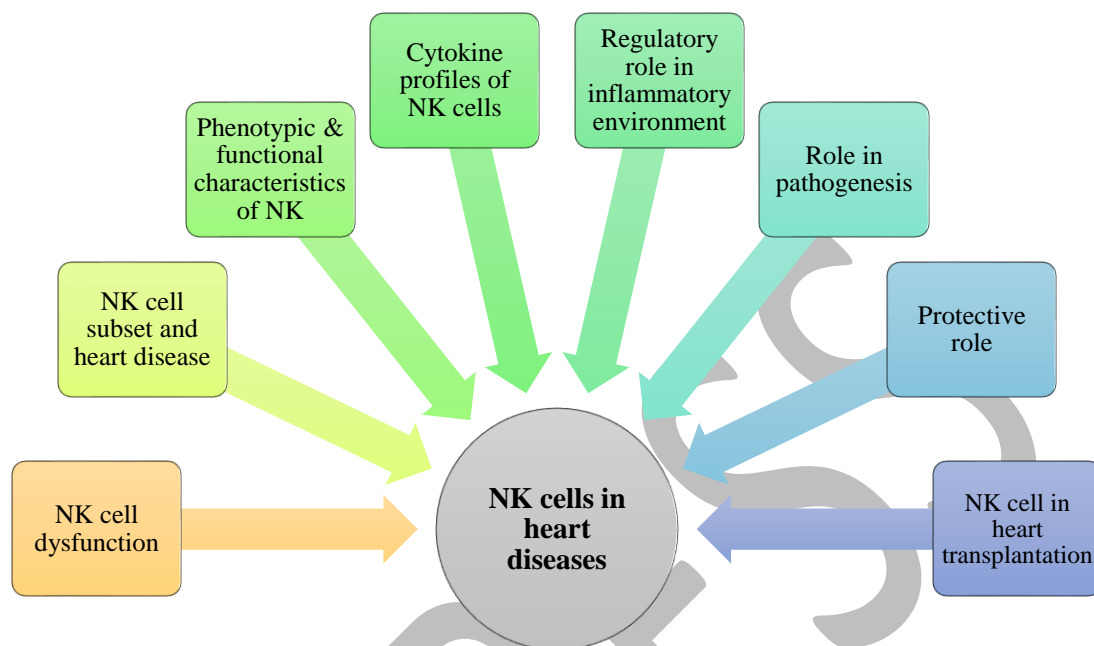 Cytokine
profiles of
NK cells
Regulatory
role in
inflammatory
environment
Phenotypic &
functional
characteristics
of NK
Role in
pathogenesis
NK cell
subset and
heart disease
Protective
role
NK cell
dysfunction
NK cells in
heart
diseases
NK cell in
heart
transplantation